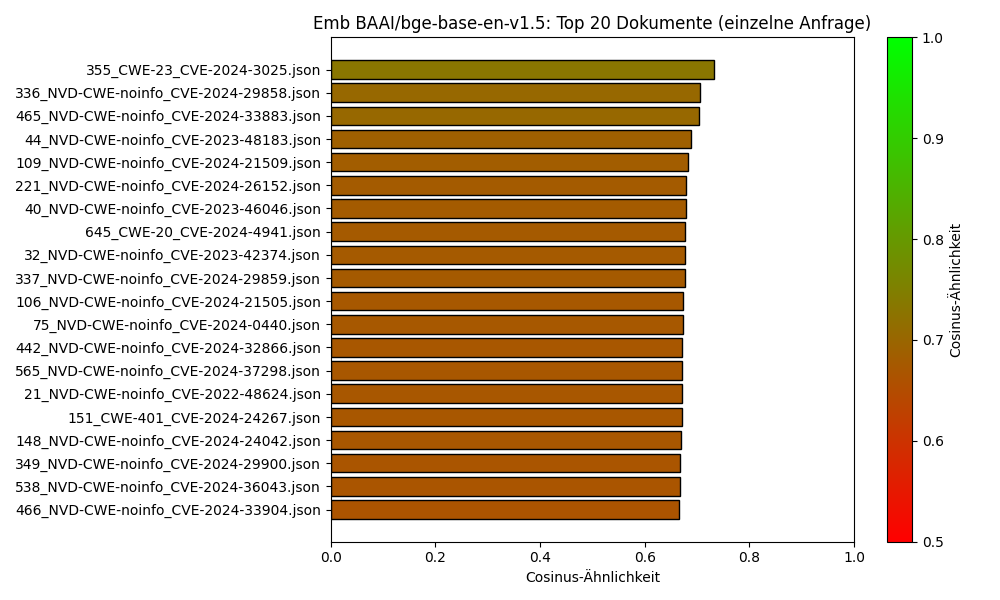 Emb BAAI/bge-base-en-v1.5: Top 20 Dokumente (einzelne Anfrage)
355_CWE-23_CVE-2024-3025.json
336_NVD-CWE-noinfo_CVE-2024-29858.json
465_NVD-CWE-noinfo_CVE-2024-33883.json
44_NVD-CWE-noinfo_CVE-2023-48183.json
109_NVD-CWE-noinfo_CVE-2024-21509.json
221_NVD-CWE-noinfo_CVE-2024-26152.json
40_NVD-CWE-noinfo_CVE-2023-46046.json
645_CWE-20_CVE-2024-4941.json
32_NVD-CWE-noinfo_CVE-2023-42374.json
337_NVD-CWE-noinfo_CVE-2024-29859.json
106_NVD-CWE-noinfo_CVE-2024-21505.json
75_NVD-CWE-noinfo_CVE-2024-0440.json
442_NVD-CWE-noinfo_CVE-2024-32866.json
565_NVD-CWE-noinfo_CVE-2024-37298.json
21_NVD-CWE-noinfo_CVE-2022-48624.json
151_CWE-401_CVE-2024-24267.json
148_NVD-CWE-noinfo_CVE-2024-24042.json
349_NVD-CWE-noinfo_CVE-2024-29900.json
538_NVD-CWE-noinfo_CVE-2024-36043.json
466_NVD-CWE-noinfo_CVE-2024-33904.json
0.0 0.2 0.4 0.6 0.8 1.0
Cosinus-Ähnlichkeit
1.0
0.9
0.8
0.7
0.6
0.5
Cosinus-Ähnlichkeit